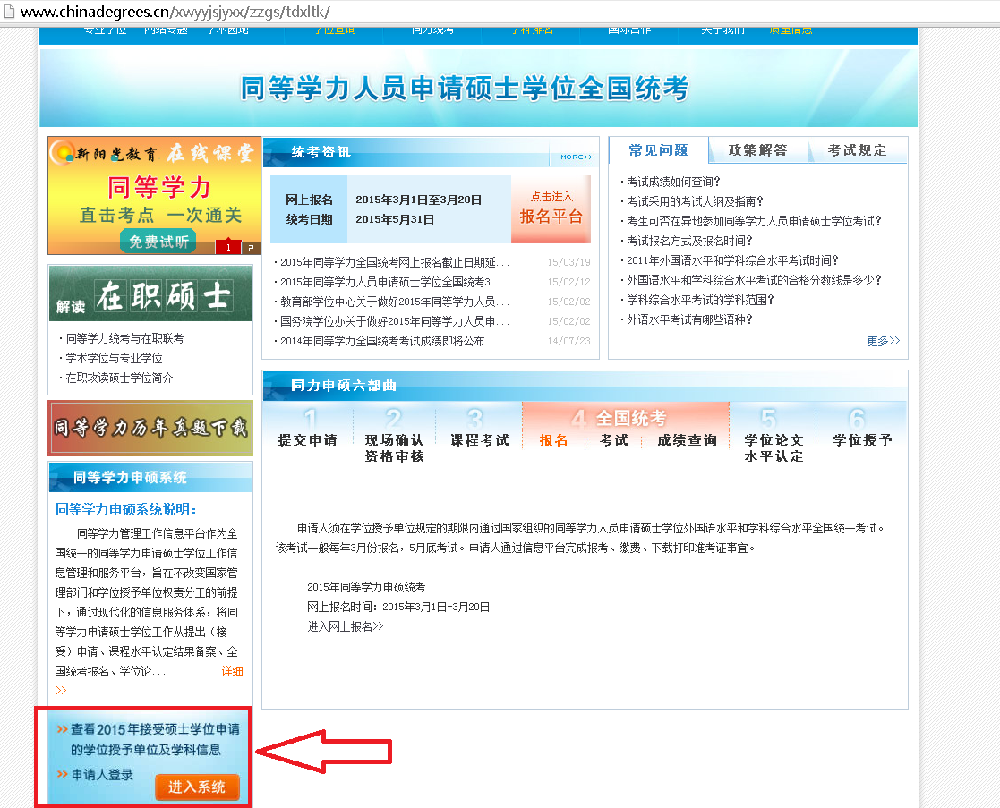 www.chinadegrees.cn/xwyyjsjyxx/zzgs/tdxltk/
专业学位 网站专题 学术园地 学位查询 同力统考 学科排名 国际合作 关于我们 质量信息
同等学力人员申请硕士学位全国统考
新阳光教育 在线课堂
同等学力
直击考点 一次通关
免费试听
1 2
解读 在职硕士
·同等学力统考与在职联考
·学术学位与专业学位
·在职攻读硕士学位简介
同等学力历年真题下载
同等学力申硕系统
同等学力申硕系统说明：
同等学力管理工作信息平台作为全
国统一的同等学力申请硕士学位工作信
息管理和服务平台，旨在不改变国家管
理部门和学位授予单位权责分工的前提
下，通过现代化的信息服务体系，将同
等学力申请硕士学位工作从提出（接
受）申请、课程水平认定结果备案、全
国统考报名、学位论... 详细
>>
>> 查看2015年接受硕士学位申请
的学位授予单位及学科信息
>> 申请人登录
进入系统
统考资讯 MORE>>
网上报名 2015年3月1日至3月20日
统考日期 2015年5月31日
点击进入
报名平台
·2015年同等学力全国统考网上报名截止日期延... 15/03/19
·2015年同等学力人员申请硕士学位全国统考3... 15/02/12
·教育部学位中心关于做好2015年同等学力人员... 15/02/02
·国务院学位办关于做好2015年同等学力人员申... 15/02/02
·2014年同等学力全国统考考试成绩即将公布 14/07/23
常见问题 政策解答 考试规定
·考试成绩如何查询？
·考试采用的考试大纲及指南？
·考生可否在异地参加同等学力人员申请硕士学位考试？
·考试报名方式及报名时间？
·2011年外国语水平和学科综合水平考试时间？
·外国语水平和学科综合水平考试的合格分数线是多少？
·学科综合水平考试的学科范围？
·外语水平考试有哪些语种？
更多>>
同力申硕六部曲
1 2 3 4 全国统考 5 6
提交申请 现场确认 课程考试 报名 考试 成绩查询 学位论文 学位授予
资格审核 水平认定
申请人须在学位授予单位规定的期限内通过国家组织的同等学力人员申请硕士学位外国语水平和学科综合水平全国统一考试。
该考试一般每年3月份报名，5月底考试。申请人通过信息平台完成报考、缴费、下载打印准考证事宜。
2015年同等学力申硕统考
网上报名时间：2015年3月1日-3月20日
进入网上报名>>